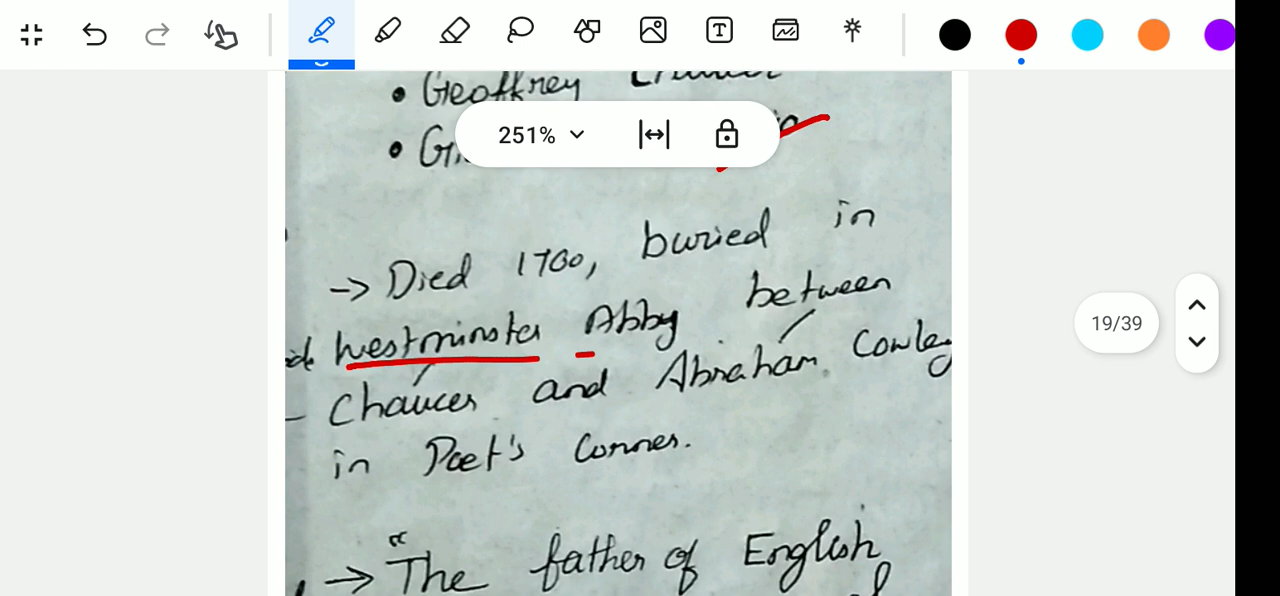 251%
• Geoffrey
•
-> Died 1700, buried in
Westminster Abby between
Chaucer and Abraham Cowley
in Poet's Corner.
19/39
-> "The father of English